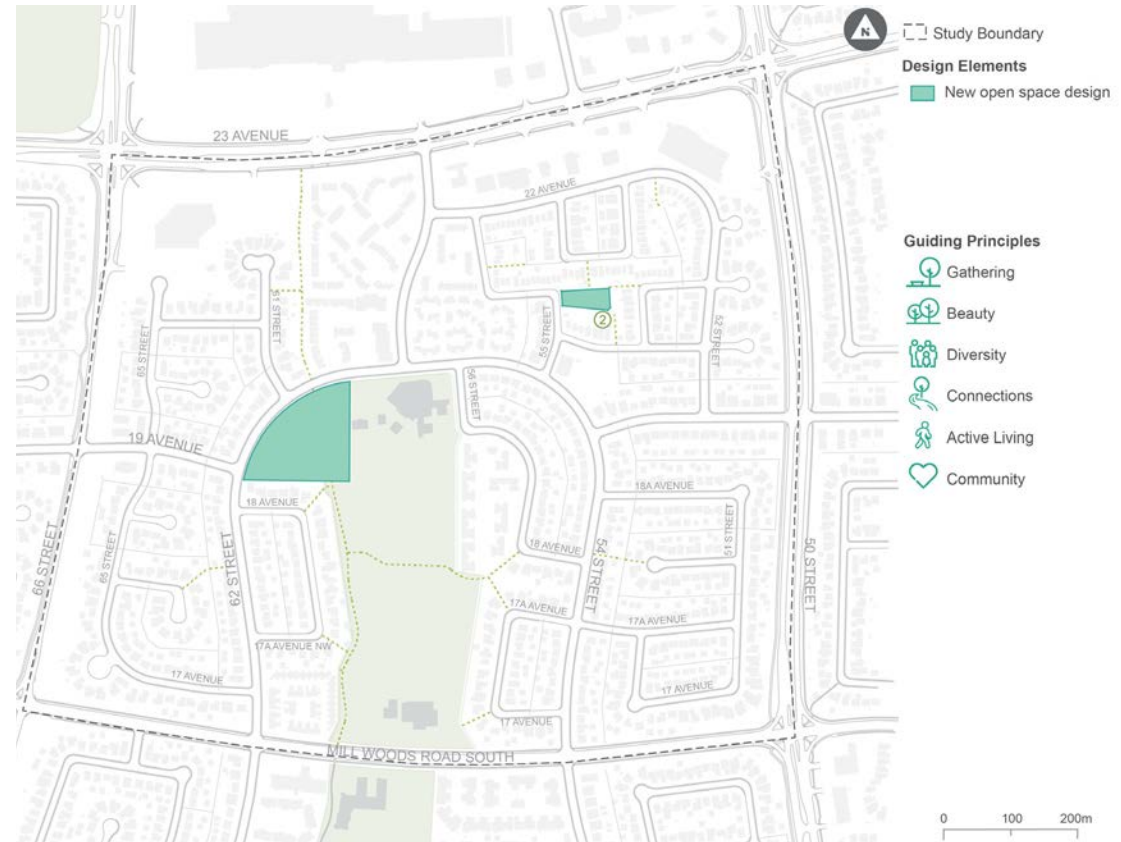 N
Study Boundary
Design Elements
New open space design
23 AVENUE
22 AVENUE
61 STREET
65 STREET
55 STREET
2
52 STREET
56 STREET
19 AVENUE
18 AVENUE
18A AVENUE
51 STREET
66 STREET
65 STREET
62 STREET
18 AVENUE
54 STREET
50 STREET
17A AVENUE
17A AVENUE
17A AVENUE NW
17 AVENUE
17 AVENUE
17 AVENUE
MILL WOODS ROAD SOUTH
Guiding Principles
Gathering
Beauty
Diversity
Connections
Active Living
Community
0 100 200m